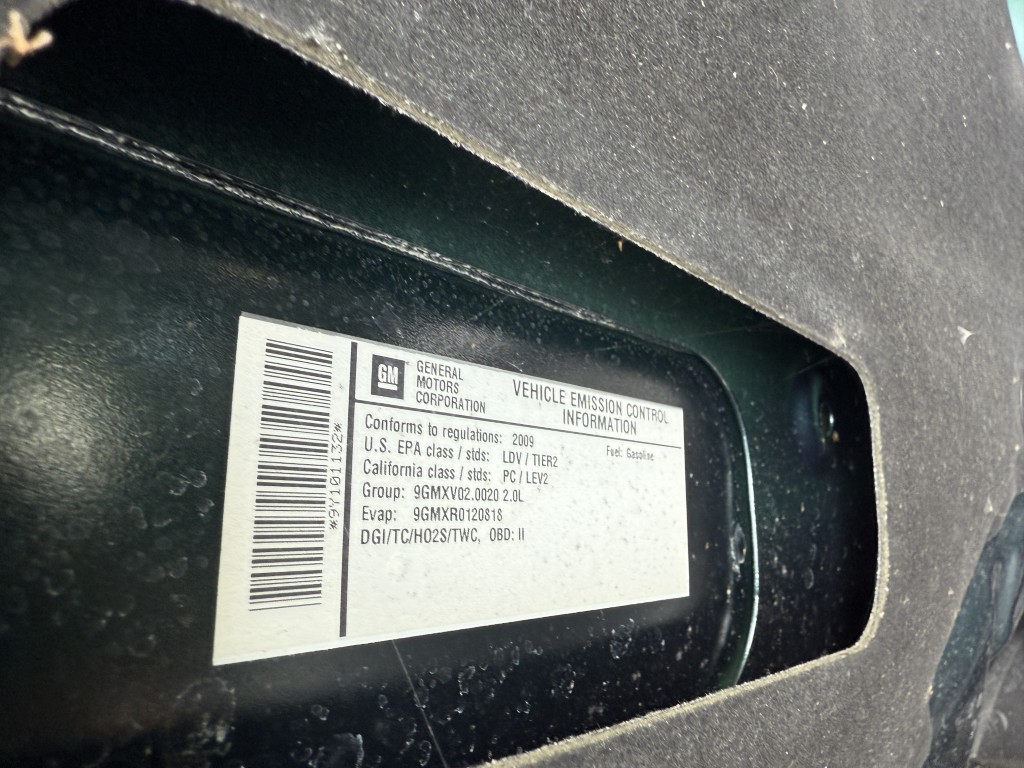 *9Y101132*
GM
GENERAL
MOTORS
CORPORATION
VEHICLE EMISSION CONTROL
INFORMATION
Conforms to regulations: 2009
Fuel: Gasoline
U.S. EPA class / stds: LDV / TIER2
California class / stds: PC / LEV2
Group: 9GMXV02.0020 2.0L
Evap: 9GMXR0120818
DGI/TC/HO2S/TWC, OBD: II